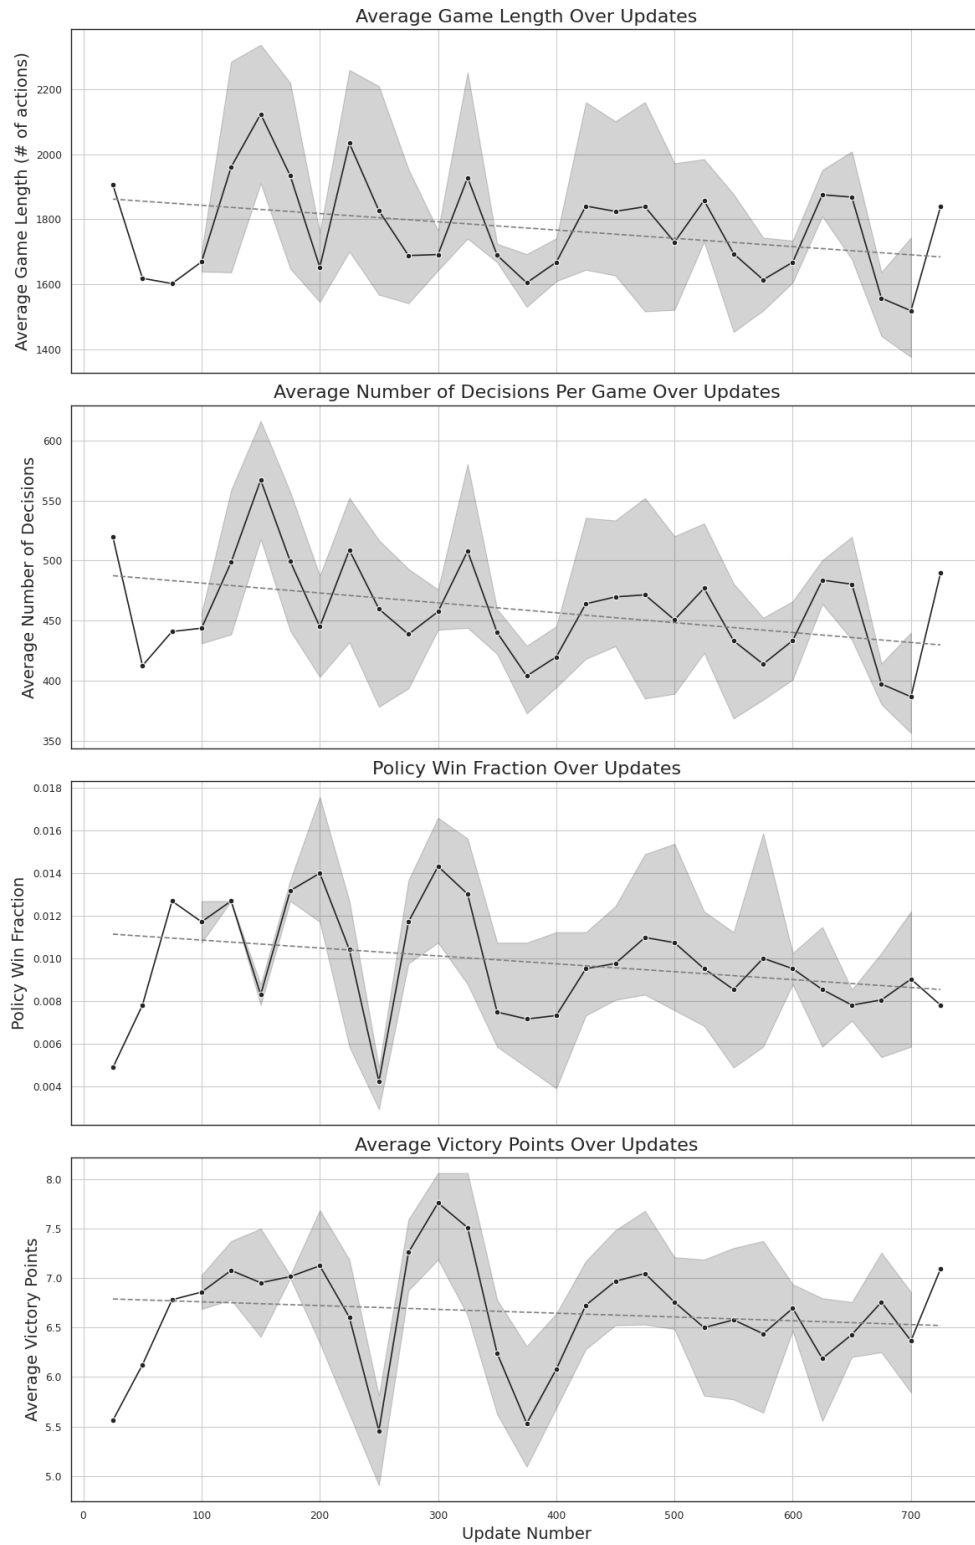 Average Game Length Over Updates
Average Game Length (# of actions)
2200
2000
1800
1600
1400
Average Number of Decisions Per Game Over Updates
Average Number of Decisions
600
550
500
450
400
350
Policy Win Fraction Over Updates
Policy Win Fraction
0.018
0.016
0.014
0.012
0.010
0.008
0.006
0.004
Average Victory Points Over Updates
Average Victory Points
8.0
7.5
7.0
6.5
6.0
5.5
5.0
0 100 200 300 400 500 600 700
Update Number